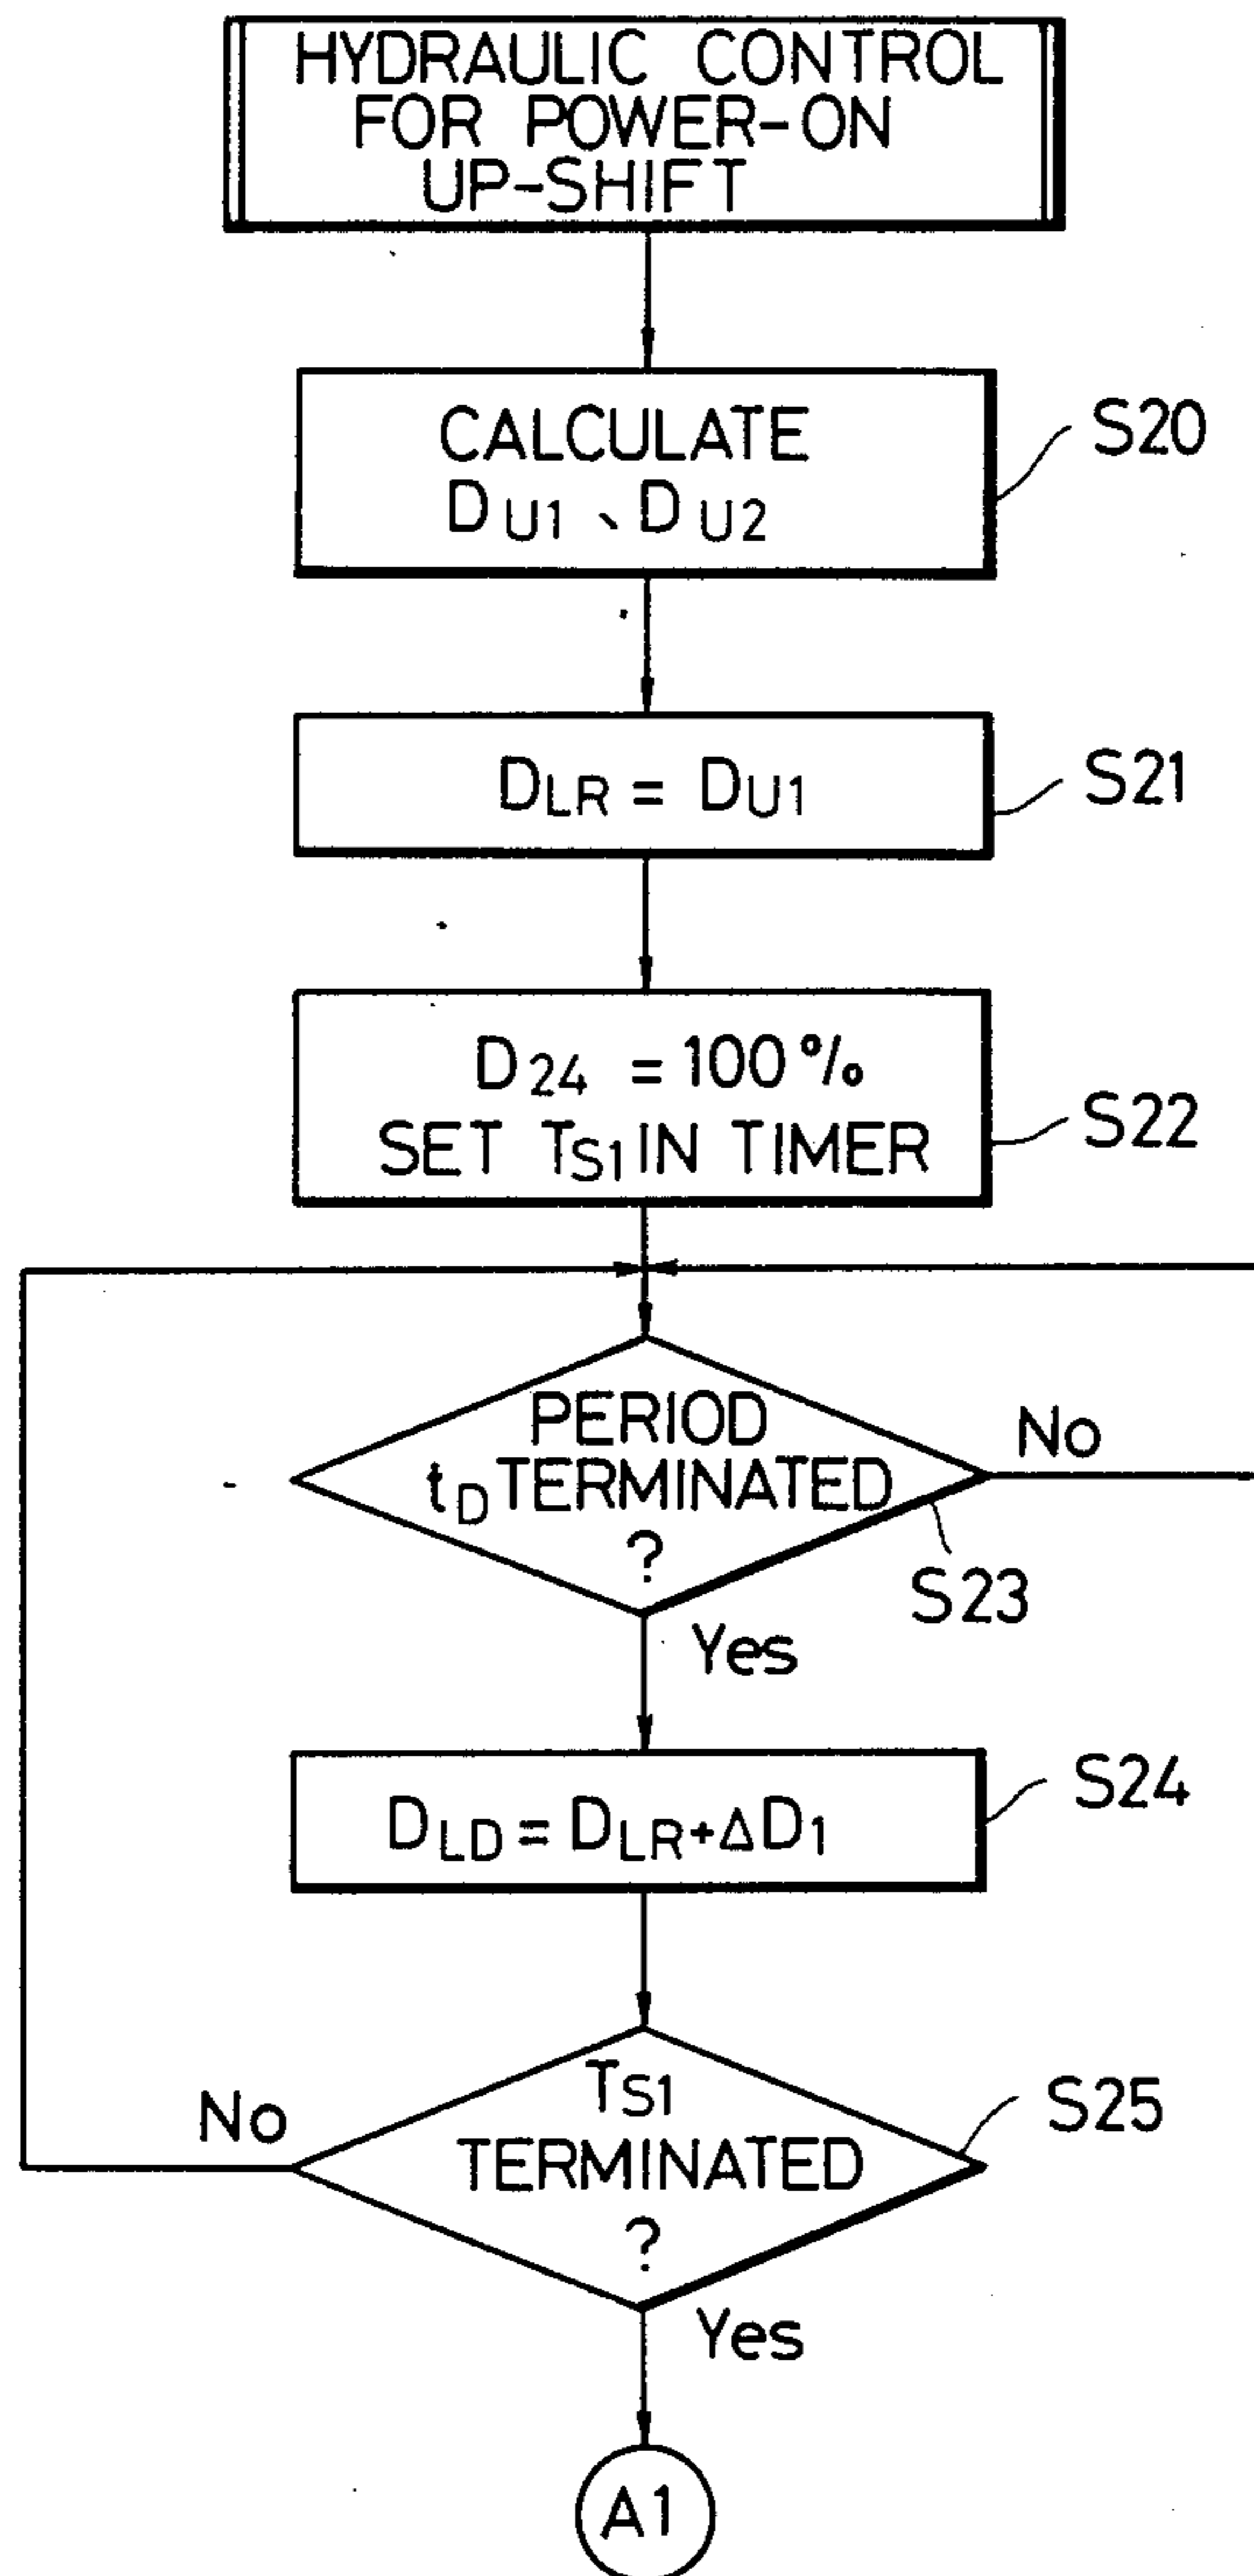 HYDRAULIC CONTROL
FOR POWER-ON
UP-SHIFT
CALCULATE
DU1、DU2
S20
DLR = DU1
S21
D24 = 100%
SET TS1 IN TIMER
S22
PERIOD
tD TERMINATED
?
No
S23
Yes
DLD = DLR+ΔD1
S24
TS1
TERMINATED
?
No
S25
Yes
A1